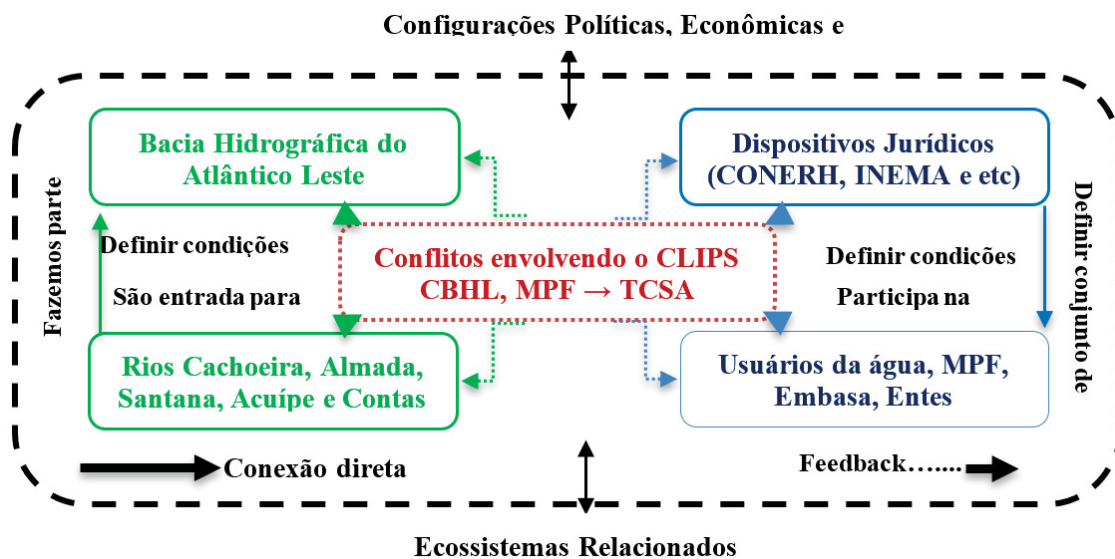 Configurações Políticas, Econômicas e
Bacia Hidrográfica do
Atlântico Leste
Dispositivos Jurídicos
(CONERH, INEMA e etc)
Fazemos parte
Definir condições
São entrada para
Conflitos envolvendo o CLIPS
CBHL, MPF → TCSA
Definir condições
Participa na
Definir conjunto de
Rios Cachoeira, Almada,
Santana, Acuípe e Contas
Usuários da água, MPF,
Embasa, Entes
Conexão direta
Feedback…....
Ecossistemas Relacionados